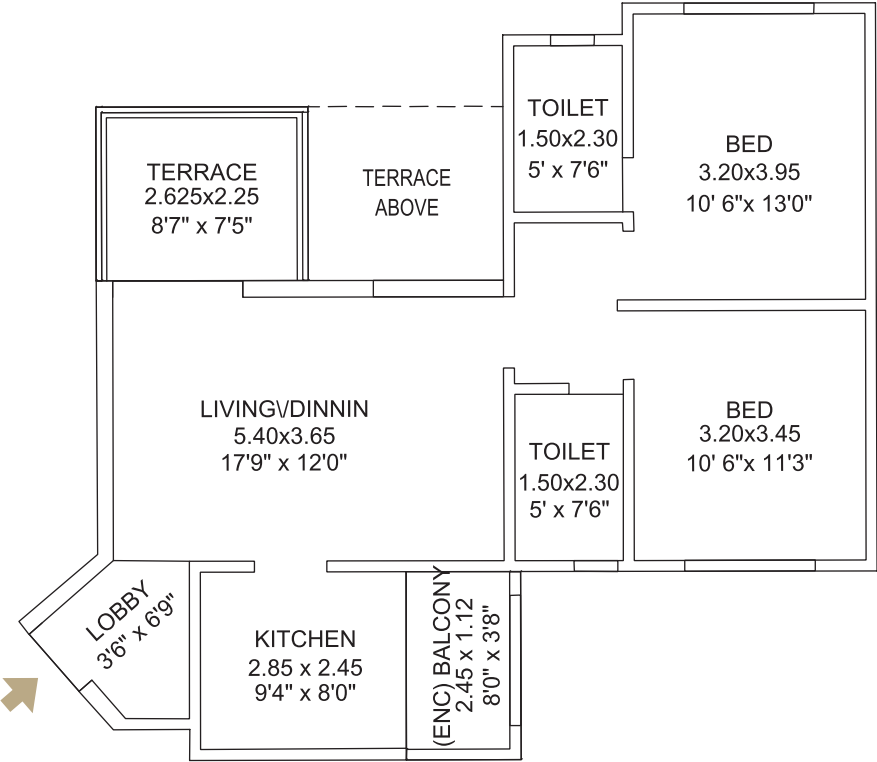 TOILET
1.50x2.30
5' x 7'6"
BED
3.20x3.95
10' 6"x 13'0"
TERRACE
2.625x2.25
8'7" x 7'5"
TERRACE
ABOVE
LIVING\/DINNIN
5.40x3.65
17'9" x 12'0"
BED
3.20x3.45
10' 6"x 11'3"
TOILET
1.50x2.30
5' x 7'6"
LOBBY
3'6" x 6'9"
KITCHEN
2.85 x 2.45
9'4" x 8'0"
(ENC) BALCONY
2.45 x 1.12
8'0" x 3'8"